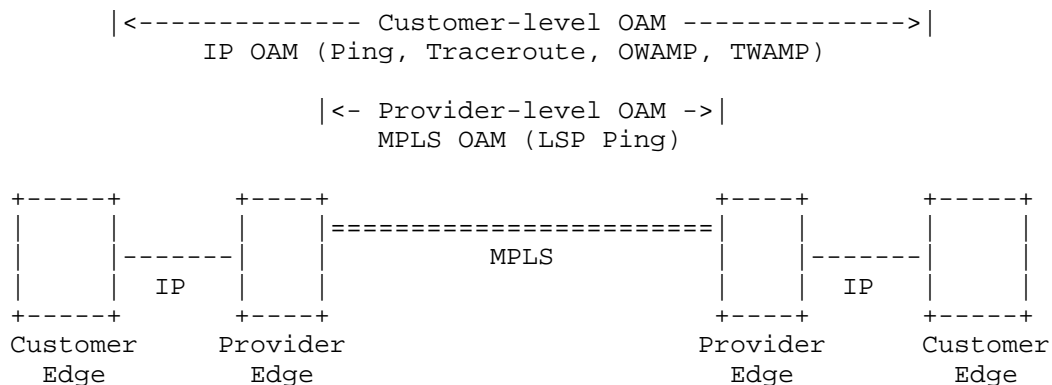 |<-------------- Customer-level OAM -------------->|
IP OAM (Ping, Traceroute, OWAMP, TWAMP)
|<- Provider-level OAM ->|
MPLS OAM (LSP Ping)
+-----+       +----+                        +----+       +-----+
|     |       |    |========================|    |       |     |
|     |-------|    |          MPLS          |    |-------|     |
|     |  IP   |    |                        |    |  IP   |     |
+-----+       +----+                        +----+       +-----+
Customer     Provider                      Provider     Customer
Edge         Edge                          Edge         Edge